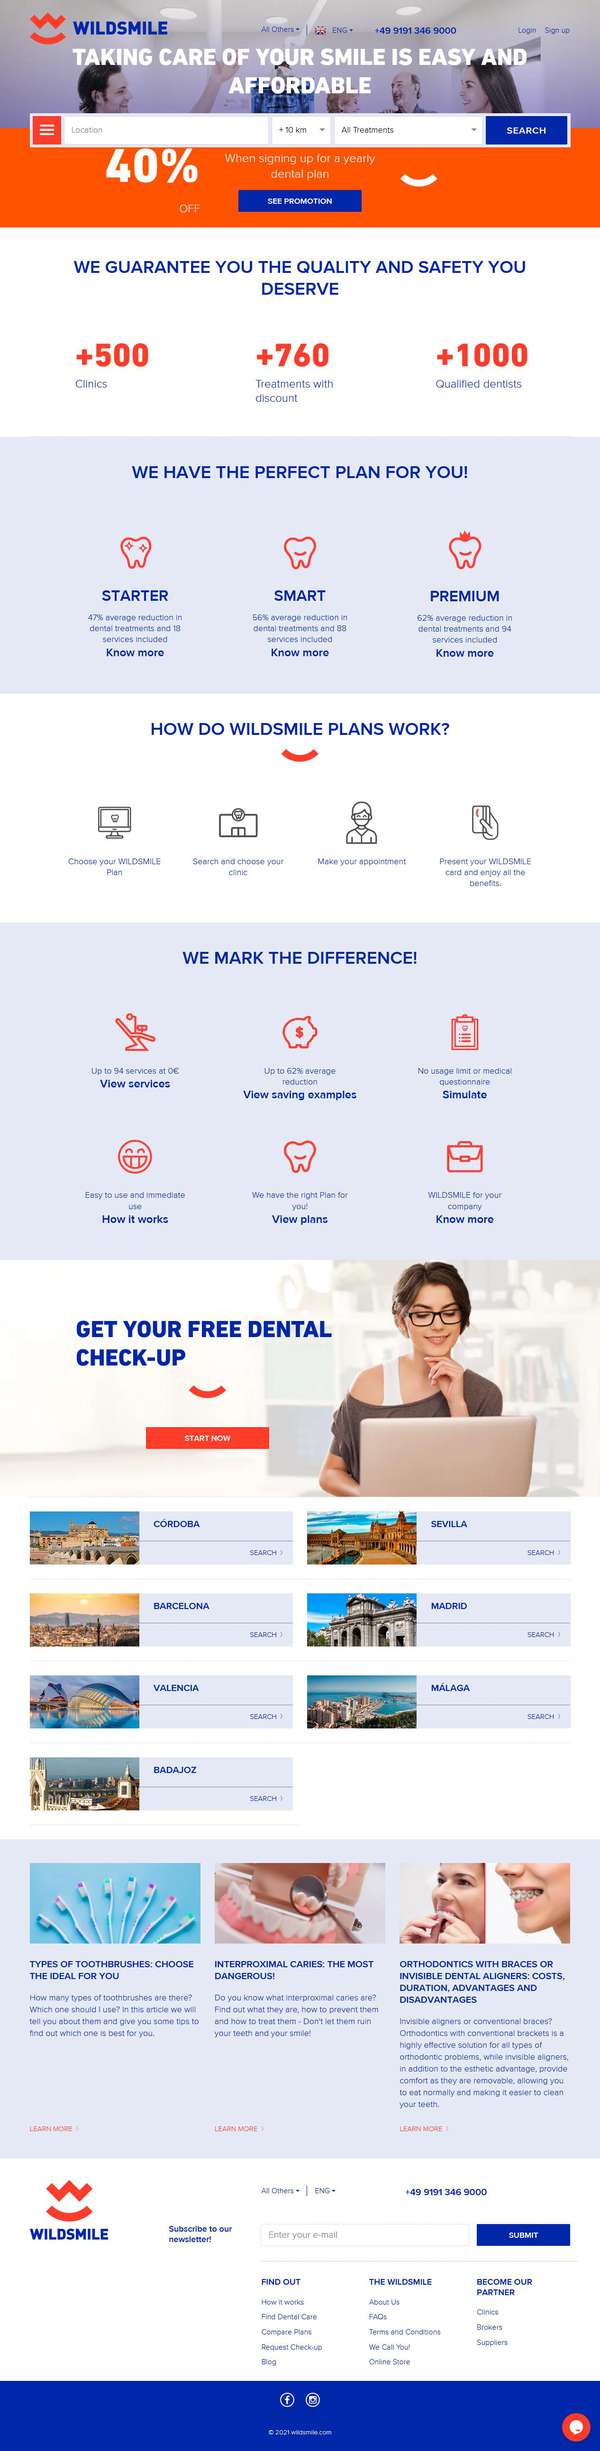 WILDSMILE
All Others
ENG
+49 9191 346 9000
Login
Sign up
TAKING CARE OF YOUR SMILE IS EASY AND
AFFORDABLE
Location
+ 10 km
All Treatments
SEARCH
40%
OFF
When signing up for a yearly
dental plan
SEE PROMOTION
WE GUARANTEE YOU THE QUALITY AND SAFETY YOU
DESERVE
+500
Clinics
+760
Treatments with
discount
+1000
Qualified dentists
WE HAVE THE PERFECT PLAN FOR YOU!
STARTER
47% average reduction in
dental treatments and 18
services included
Know more
SMART
56% average reduction in
dental treatments and 88
services included
Know more
PREMIUM
62% average reduction in
dental treatments and 94
services included
Know more
HOW DO WILDSMILE PLANS WORK?
Choose your WILDSMILE
Plan
Search and choose your
clinic
Make your appointment
Present your WILDSMILE
card and enjoy all the
benefits.
WE MARK THE DIFFERENCE!
Up to 94 services at 0€
View services
Up to 62% average
reduction
View saving examples
No usage limit or medical
questionnaire
Simulate
Easy to use and immediate
use
How it works
We have the right Plan for
you!
View plans
WILDSMILE for your
company
Know more
GET YOUR FREE DENTAL
CHECK-UP
START NOW
CÓRDOBA
SEARCH
SEVILLA
SEARCH
BARCELONA
SEARCH
MADRID
SEARCH
VALENCIA
SEARCH
MÁLAGA
SEARCH
BADAJOZ
SEARCH
TYPES OF TOOTHBRUSHES: CHOOSE
THE IDEAL FOR YOU
How many types of toothbrushes are there?
Which one should I use? In this article we will
tell you about them and give you some tips to
find out which one is best for you.
LEARN MORE
INTERPROXIMAL CARIES: THE MOST
DANGEROUS!
Do you know what interproximal caries are?
Find out what they are, how to prevent them
and how to treat them - Don't let them ruin
your teeth and your smile!
LEARN MORE
ORTHODONTICS WITH BRACES OR
INVISIBLE DENTAL ALIGNERS: COSTS,
DURATION, ADVANTAGES AND
DISADVANTAGES
Invisible aligners or conventional braces?
Orthodontics with conventional brackets is a
highly effective solution for all types of
orthodontic problems, while invisible aligners,
in addition to the esthetic advantage, provide
comfort as they are removable, allowing you
to eat normally and making it easier to clean
your teeth.
LEARN MORE
WILDSMILE
All Others
ENG
+49 9191 346 9000
Subscribe to our
newsletter!
Enter your e-mail
SUBMIT
FIND OUT
How it works
Find Dental Care
Compare Plans
Request Check-up
Blog
THE WILDSMILE
About Us
FAQs
Terms and Conditions
We Call You!
Online Store
BECOME OUR
PARTNER
Clinics
Brokers
Suppliers
© 2021 wildsmile.com